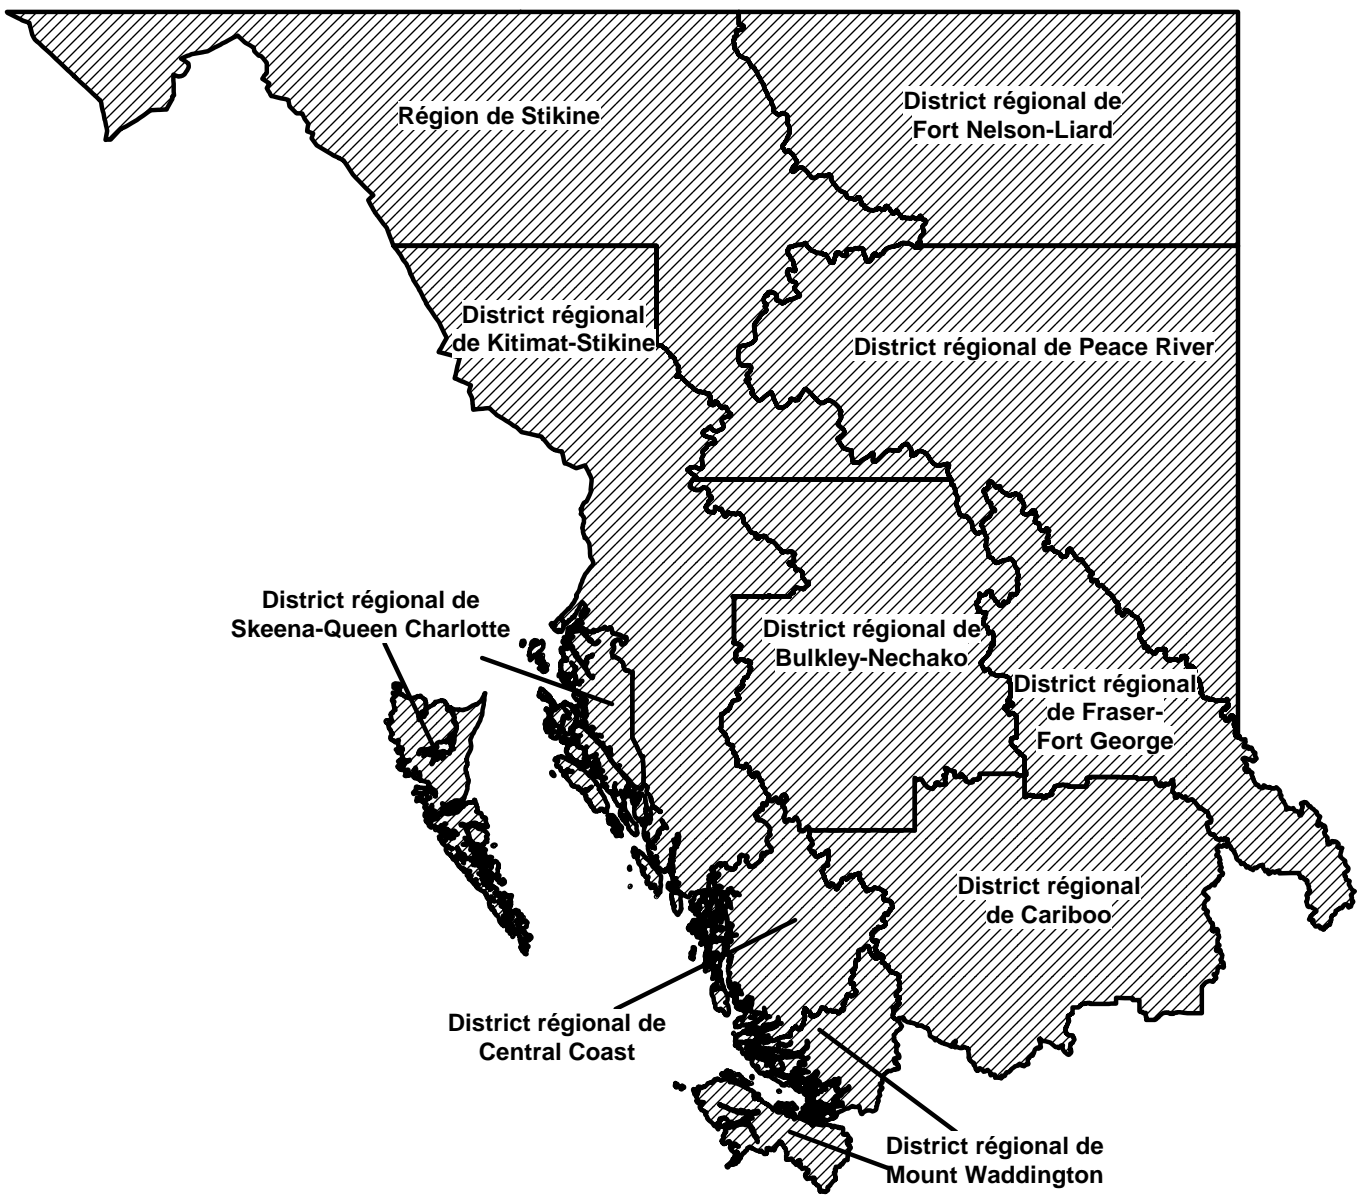 Région de Stikine
District régional de
Fort Nelson-Liard
District régional
de Kitimat-Stikine
District régional de Peace River
District régional de
Skeena-Queen Charlotte
District régional de
Bulkley-Nechako
District régional
de Fraser-
Fort George
District régional
de Cariboo
District régional de
Central Coast
District régional de
Mount Waddington